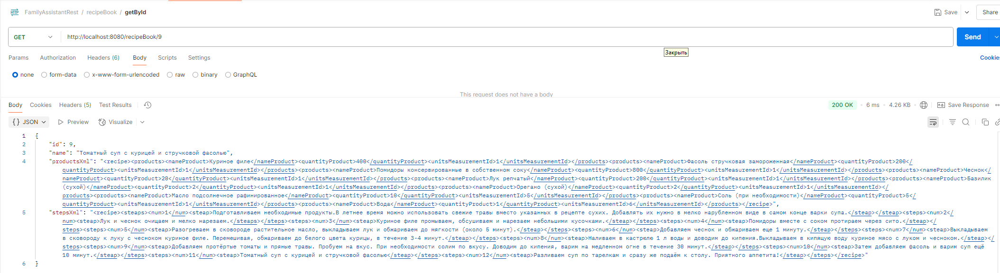 FamilyAssistantRest / recipeBook / getById
Save
Share
GET
http://localhost:8080/recipeBook/9
Send
Закрыть
Params Authorization Headers (6) Body Scripts Settings
Cookies
none form-data x-www-form-urlencoded raw binary GraphQL
This request does not have a body
Body Cookies Headers (5) Test Results
200 OK • 6 ms • 4.26 KB • Save Response
{} JSON Preview Visualize
1 {
2 "id": 9,
3 "name": "Томатный суп с курицей и стручковой фасолью",
4 "productsXml": "<recipe><products><nameProduct>Куриное филе</nameProduct><quantityProduct>400</quantityProduct><unitsMeasurementId>1</unitsMeasurementId></products><products><nameProduct>Фасоль стручковая замороженная</nameProduct><quantityProduct>200</
quantityProduct><unitsMeasurementId>1</unitsMeasurementId></products><products><nameProduct>Помидоры консервированные в собственном соку</nameProduct><quantityProduct>800</quantityProduct><unitsMeasurementId>1</unitsMeasurementId></products><products><nameProduct>Чеснок</
nameProduct><quantityProduct>20</quantityProduct><unitsMeasurementId>1</unitsMeasurementId></products><products><nameProduct>Лук репчатый</nameProduct><quantityProduct>200</quantityProduct><unitsMeasurementId>1</unitsMeasurementId></products><products><nameProduct>Базилик
(сухой)</nameProduct><quantityProduct>2</quantityProduct><unitsMeasurementId>1</unitsMeasurementId></products><products><nameProduct>Орегано (сухой)</nameProduct><quantityProduct>2</quantityProduct><unitsMeasurementId>1</unitsMeasurementId></
products><products><nameProduct>Масло подсолнечное рафинированное</nameProduct><quantityProduct>10</quantityProduct><unitsMeasurementId>5</unitsMeasurementId></products><products><nameProduct>Соль (при необходимости)</nameProduct><quantityProduct>5</
quantityProduct><unitsMeasurementId>1</unitsMeasurementId></products><products><nameProduct>Вода</nameProduct><quantityProduct>1</quantityProduct><unitsMeasurementId>6</unitsMeasurementId></products></recipe>",
5 "stepsXml": "<recipe><steaps><num>1</num><steap>Подготавливаем необходимые продукты.В летнее время можно использовать свежие травы вместо указанных в рецепте сухих. Добавлять их нужно в мелко нарубленном виде в самом конце варки супа.</steap></steaps><steps><num>2</
num><steap>Лук и чеснок очищаем и мелко нарезаем.</steaps></steps><steps><num>3</num><steap>Куриное филе промываем, обсушиваем и нарезаем небольшими кусочками.</steap></steps><steps><num>4</num><steap>Помидоры вместе с соком протираем через сито.</steap></
steps><steps><num>5</num><steap>Разогреваем в сковороде растительное масло, выкладываем лук и обжариваем до мягкости (около 5 минут).</steap></steps><steps><num>6</num><steap>Добавляем чеснок и обжариваем еще 1 минуту.</steap></steps><steps><num>7</num><steap>Выкладываем
в сковороду к луку с чесноком куриное филе. Перемешивая, обжариваем до белого цвета курицы, в течение 3-4 минут.</steap></steps><steps><num>8</num><steap>Наливаем в кастрюлю 1 л воды и доводим до кипения.Выкладываем в кипящую воду куриное мясо с луком и чесноком.</steap></
steps><steps><num>9</num><steap>Добавляем протёртые томаты и пряные травы. Пробуем на вкус. При необходимости солим по вкусу. Доводим до кипения, варим на медленном огне в течение 30 минут.</steap></steps><steps><num>10</num><steap>Затем добавляем фасоль и варим суп ещё
10 минут.</steap></steps><steps><num>11</num><steap>Томатный суп с курицей и стручковой фасолью</steap></steps><steps><num>12</num><steap>Разливаем суп по тарелкам и сразу же подаём к столу. Приятного аппетита!</steap></steps></recipe>"
6 }